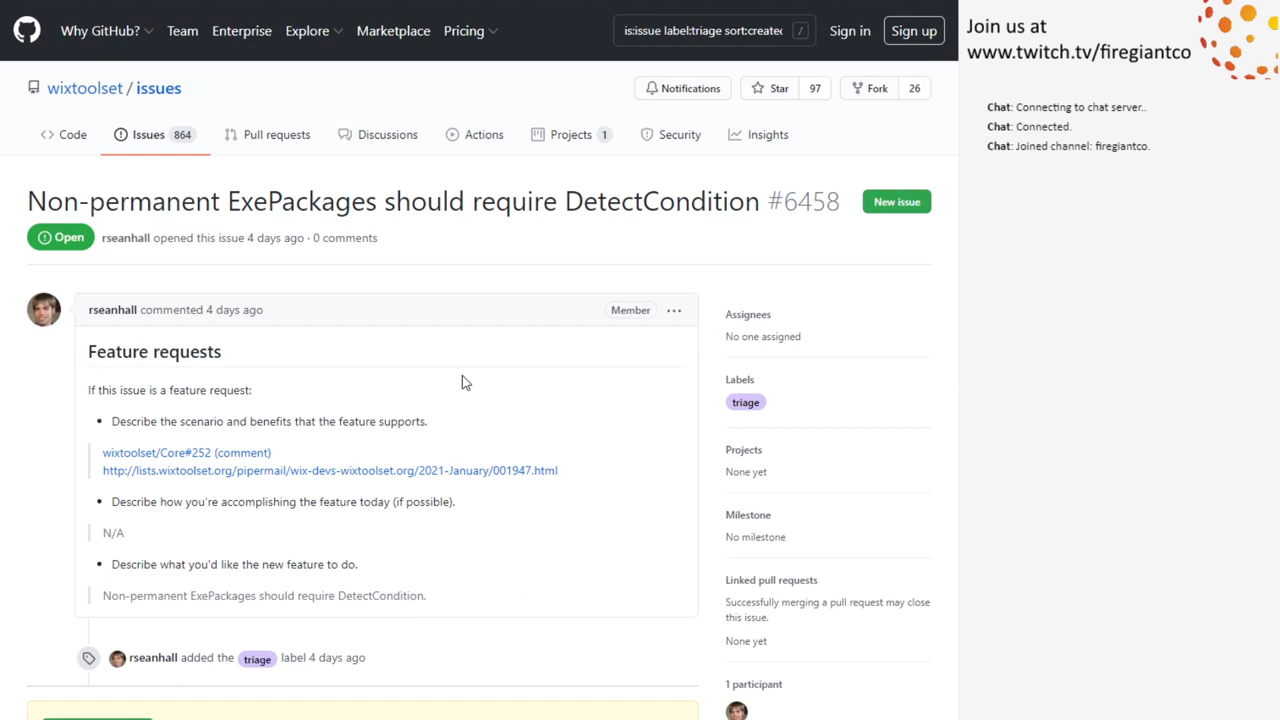 Why GitHub? Team Enterprise Explore Marketplace Pricing is:issue label:triage sort:created / Sign in Sign up
wixtoolset / issues Notifications Star 97 Fork 26
Code Issues 864 Pull requests Discussions Actions Projects 1 Security Insights
Non-permanent ExePackages should require DetectCondition #6458 New issue
Open rseanhall opened this issue 4 days ago · 0 comments
rseanhall commented 4 days ago Member ...
Feature requests
If this issue is a feature request:
• Describe the scenario and benefits that the feature supports.
wixtoolset/Core#252 (comment)
http://lists.wixtoolset.org/pipermail/wix-devs-wixtoolset.org/2021-January/001947.html
• Describe how you're accomplishing the feature today (if possible).
N/A
• Describe what you'd like the new feature to do.
Non-permanent ExePackages should require DetectCondition.
rseanhall added the triage label 4 days ago
Assignees
No one assigned
Labels
triage
Projects
None yet
Milestone
No milestone
Linked pull requests
Successfully merging a pull request may close
this issue.
None yet
1 participant
Join us at
www.twitch.tv/firegiantco
Chat: Connecting to chat server..
Chat: Connected.
Chat: Joined channel: firegiantco.